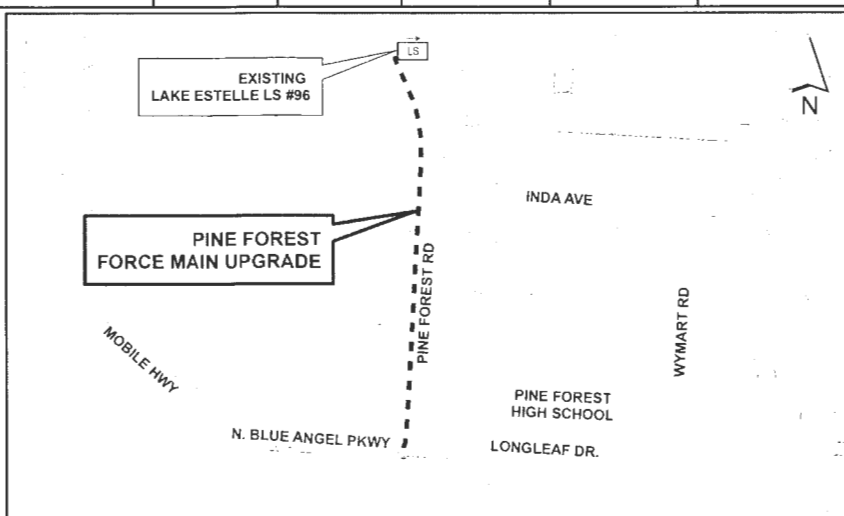 LS
EXISTING
LAKE ESTELLE LS #96
N
INDA AVE
PINE FOREST
FORCE MAIN UPGRADE
PINE FOREST RD
WYMART RD
MOBILE HWY
PINE FOREST
HIGH SCHOOL
N. BLUE ANGEL PKWY
LONGLEAF DR.